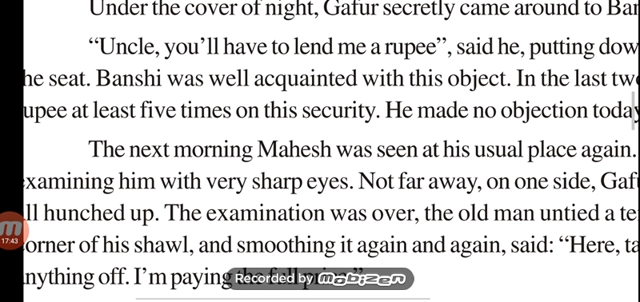 Under the cover of night, Gafur secretly came around to Ban
“Uncle, you’ll have to lend me a rupee”, said he, putting dow
he seat. Banshi was well acquainted with this object. In the last tw
upee at least five times on this security. He made no objection today
The next morning Mahesh was seen at his usual place again.
xamining him with very sharp eyes. Not far away, on one side, Gaf
ll hunched up. The examination was over, the old man untied a te
orner of his shawl, and smoothing it again and again, said: “Here, ta
nything off. I’m paying
17:43
Recorded by mobizen